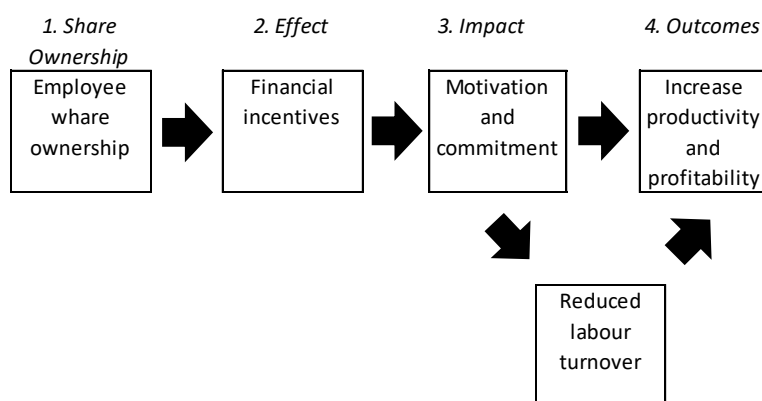 1. Share
Ownership
2. Effect
3. Impact
4. Outcomes
Employee
whare
ownership
Financial
incentives
Motivation
and
commitment
Increase
productivity
and
profitability
Reduced
labour
turnover